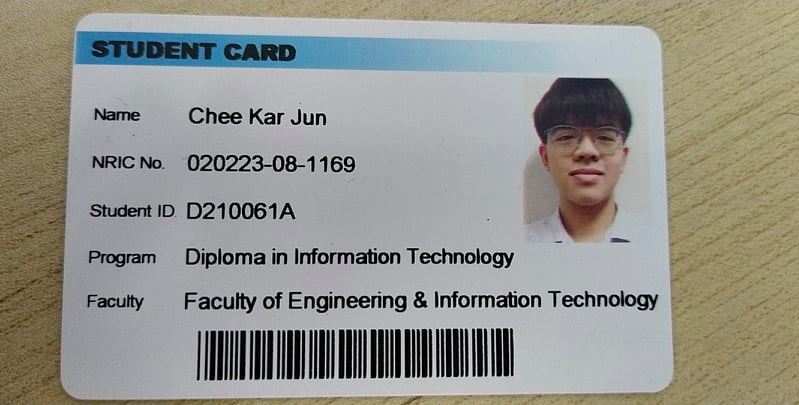 STUDENT CARD
Name Chee Kar Jun
NRIC No. 020223-08-1169
Student ID D210061A
Program Diploma in Information Technology
Faculty Faculty of Engineering & Information Technology